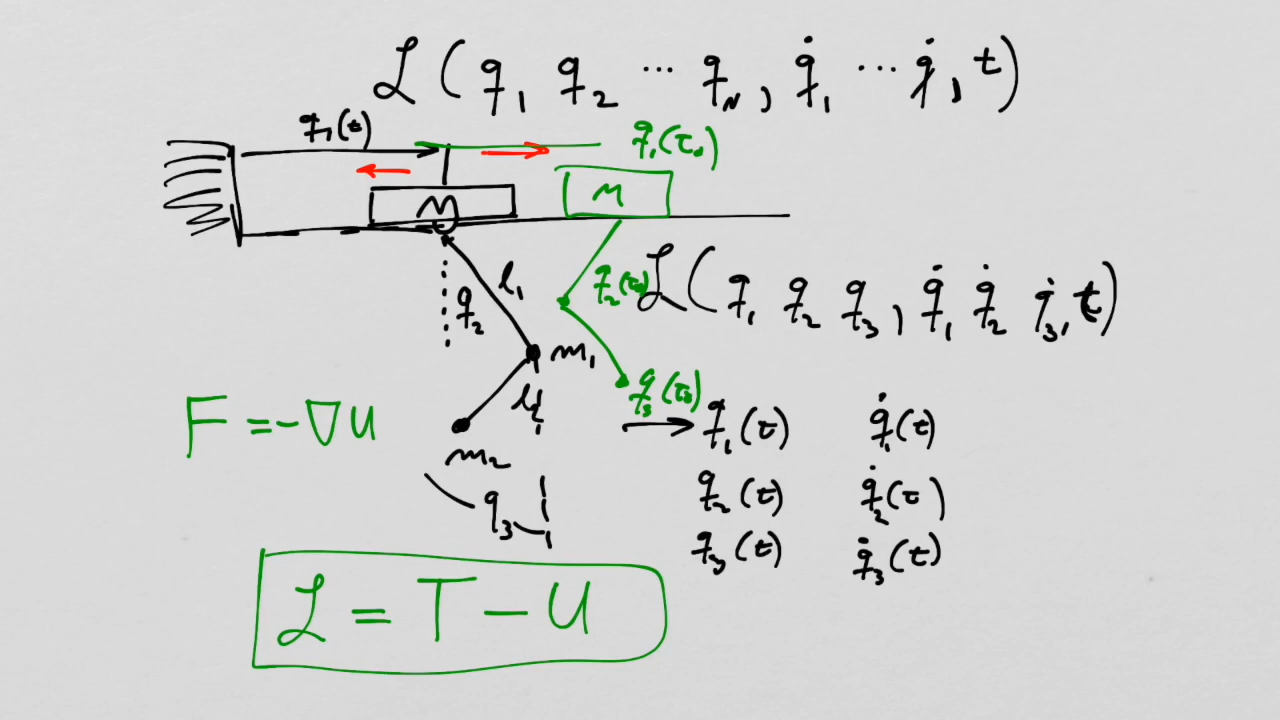 ℒ ( q₁ q₂ ⋯ q_N , q̇₁ ⋯ q̇ , t )
q₁(t)
q₁(t₀)
M
M
l₁
q₂
q₂(t₀)
ℒ ( q₁ q₂ q₃ , q̇₁ q̇₂ q̇₃, t )
m₁
l₂
q₃(t₀)
F = -∇U
m₂
q₃
→ q₁(t) q̇₁(t)
q₂(t) q̇₂(t)
q₃(t) q̇₃(t)
ℒ = T - U